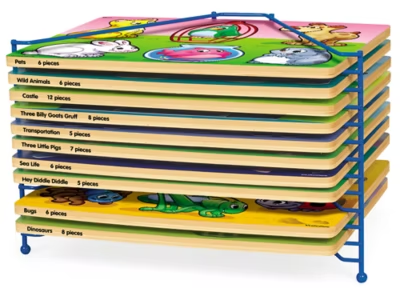 Pets 6 pieces
Wild Animals 6 pieces
Castle 12 pieces
Three Billy Goats Gruff 8 pieces
Transportation 5 pieces
Three Little Pigs 7 pieces
Sea Life 6 pieces
Hey Diddle Diddle 5 pieces
Bugs 6 pieces
Dinosaurs 8 pieces